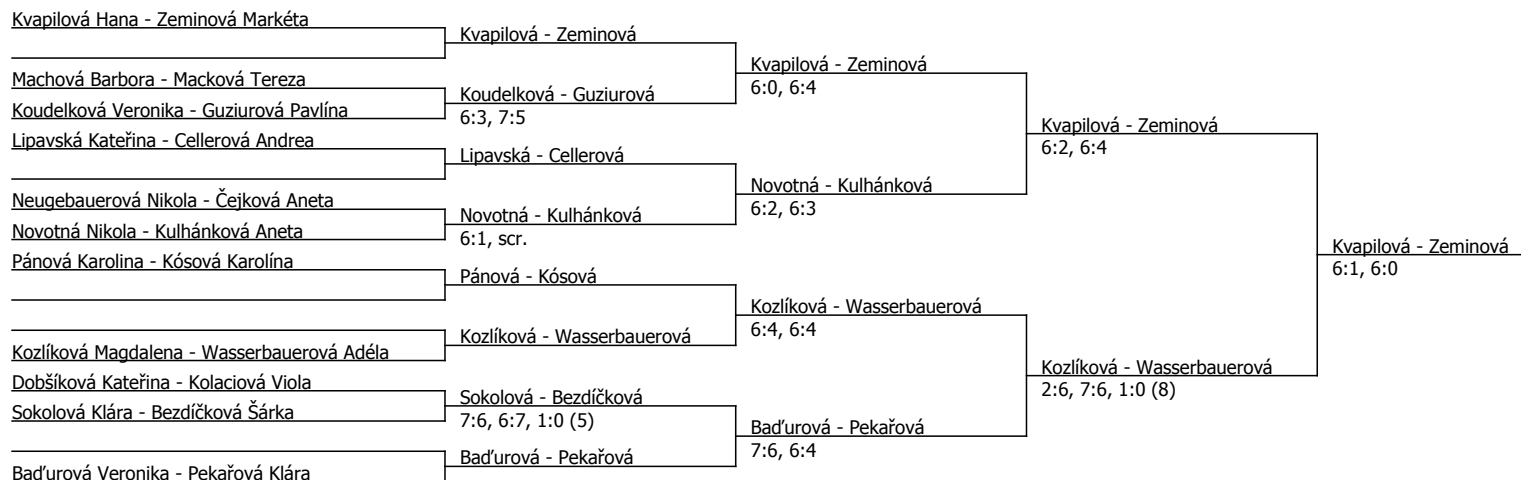 Kvapilová Hana - Zeminová Markéta
Machová Barbora - Macková Tereza
Koudelková Veronika - Guziurová Pavlína
Lipavská Kateřina - Cellerová Andrea
Neugebauerová Nikola - Čejková Aneta
Novotná Nikola - Kulhánková Aneta
Pánová Karolina - Kósová Karolína
Kozlíková Magdalena - Wasserbauerová Adéla
Dobšíková Kateřina - Kolaciová Viola
Sokolová Klára - Bezdíčková Šárka
Baďurová Veronika - Pekařová Klára
Kvapilová - Zeminová
Koudelková - Guziurová
6:3, 7:5
Lipavská - Cellerová
Novotná - Kulhánková
6:1, scr.
Pánová - Kósová
Kozlíková - Wasserbauerová
Sokolová - Bezdíčková
7:6, 6:7, 1:0 (5)
Baďurová - Pekařová
Kvapilová - Zeminová
6:0, 6:4
Novotná - Kulhánková
6:2, 6:3
Kozlíková - Wasserbauerová
6:4, 6:4
Baďurová - Pekařová
7:6, 6:4
Kvapilová - Zeminová
6:2, 6:4
Kozlíková - Wasserbauerová
2:6, 7:6, 1:0 (8)
Kvapilová - Zeminová
6:1, 6:0